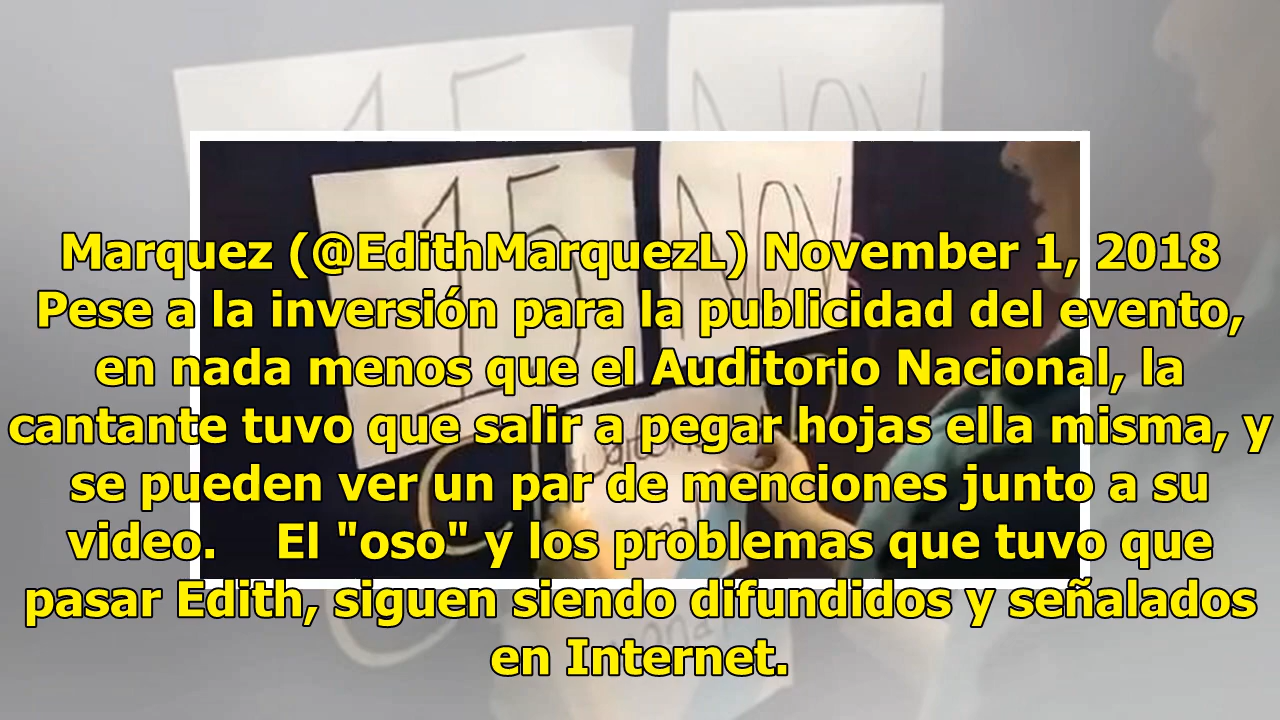 15 NOV
Marquez (@EdithMarquezL) November 1, 2018
Pese a la inversión para la publicidad del evento,
en nada menos que el Auditorio Nacional, la
cantante tuvo que salir a pegar hojas ella misma, y
se pueden ver un par de menciones junto a su
video. El "oso" y los problemas que tuvo que
pasar Edith, siguen siendo difundidos y señalados
en Internet.